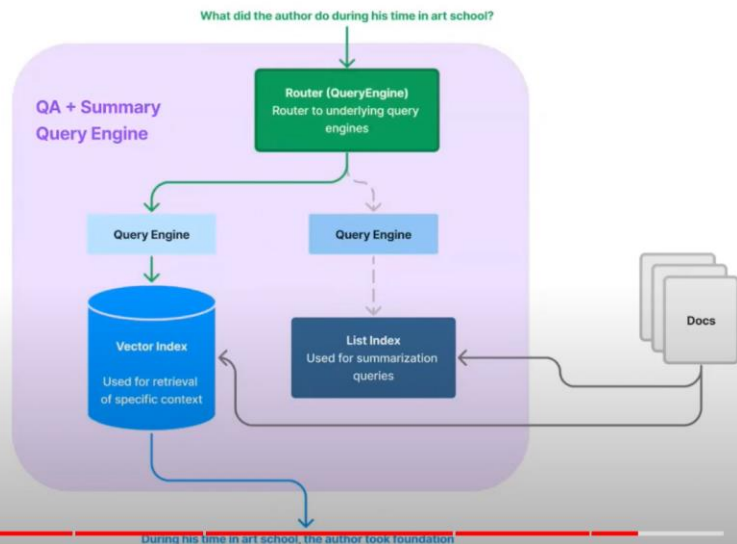 What did the author do during his time in art school?
QA + Summary
Query Engine
Router (QueryEngine)
Router to underlying query
engines
Query Engine
Query Engine
Vector Index
Used for retrieval
of specific context
List Index
Used for summarization
queries
Docs
During his time in art school, the author took foundation